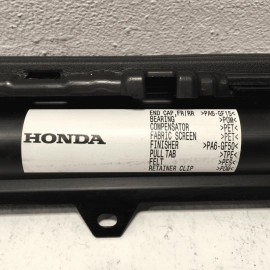 HONDA
END CAP,FR/RR >PA6-GF15<
BEARING >POM<
COMPENSATOR >PET<
FABRIC SCREEN >PET<
FINISHER >PA6-GF50<
PULL TAB >TPE<
FELT >PES<
RETAINER CLIP >POM<